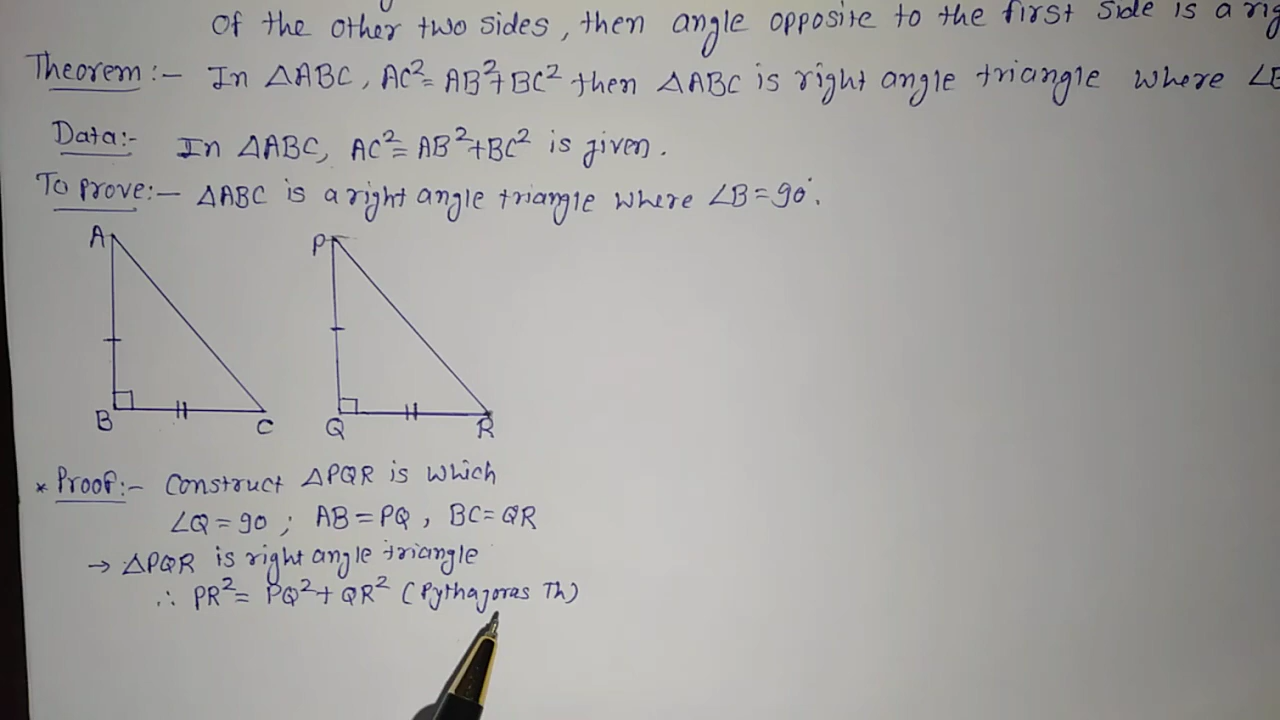 Of the other two sides, then angle opposite to the first side is a
Theorem:- In △ABC, AC²= AB²+BC² then △ABC is right angle triangle where
Data:- In △ABC, AC²= AB²+BC² is given.
To prove:- △ABC is a right angle triangle where ∠B=90°.
A
P
B
C
Q
R
* Proof:- Construct △PQR is which
∠Q=90 ; AB=PQ, BC=QR
→ △PQR is right angle triangle
∴ PR²= PQ²+ QR² (Pythagoras Th)